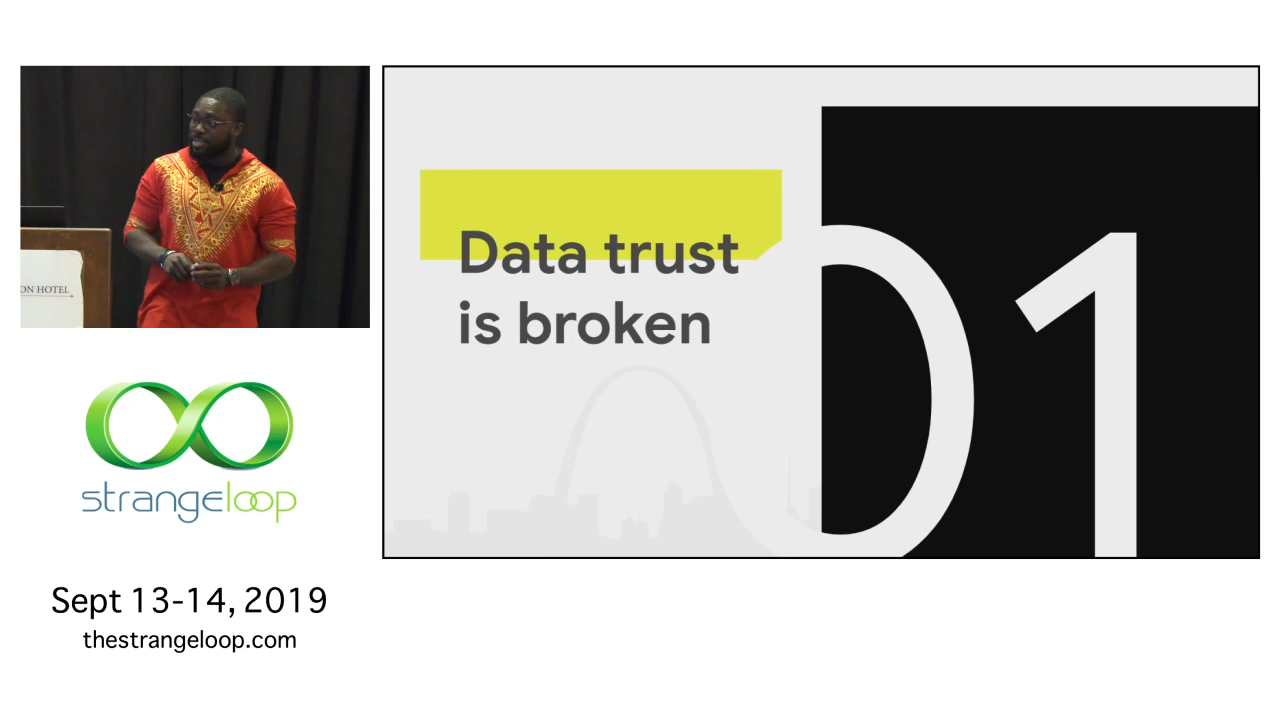 ON HOTEL
strangeloop
Sept 13-14, 2019
thestrangeloop.com
Data trust
is broken
01